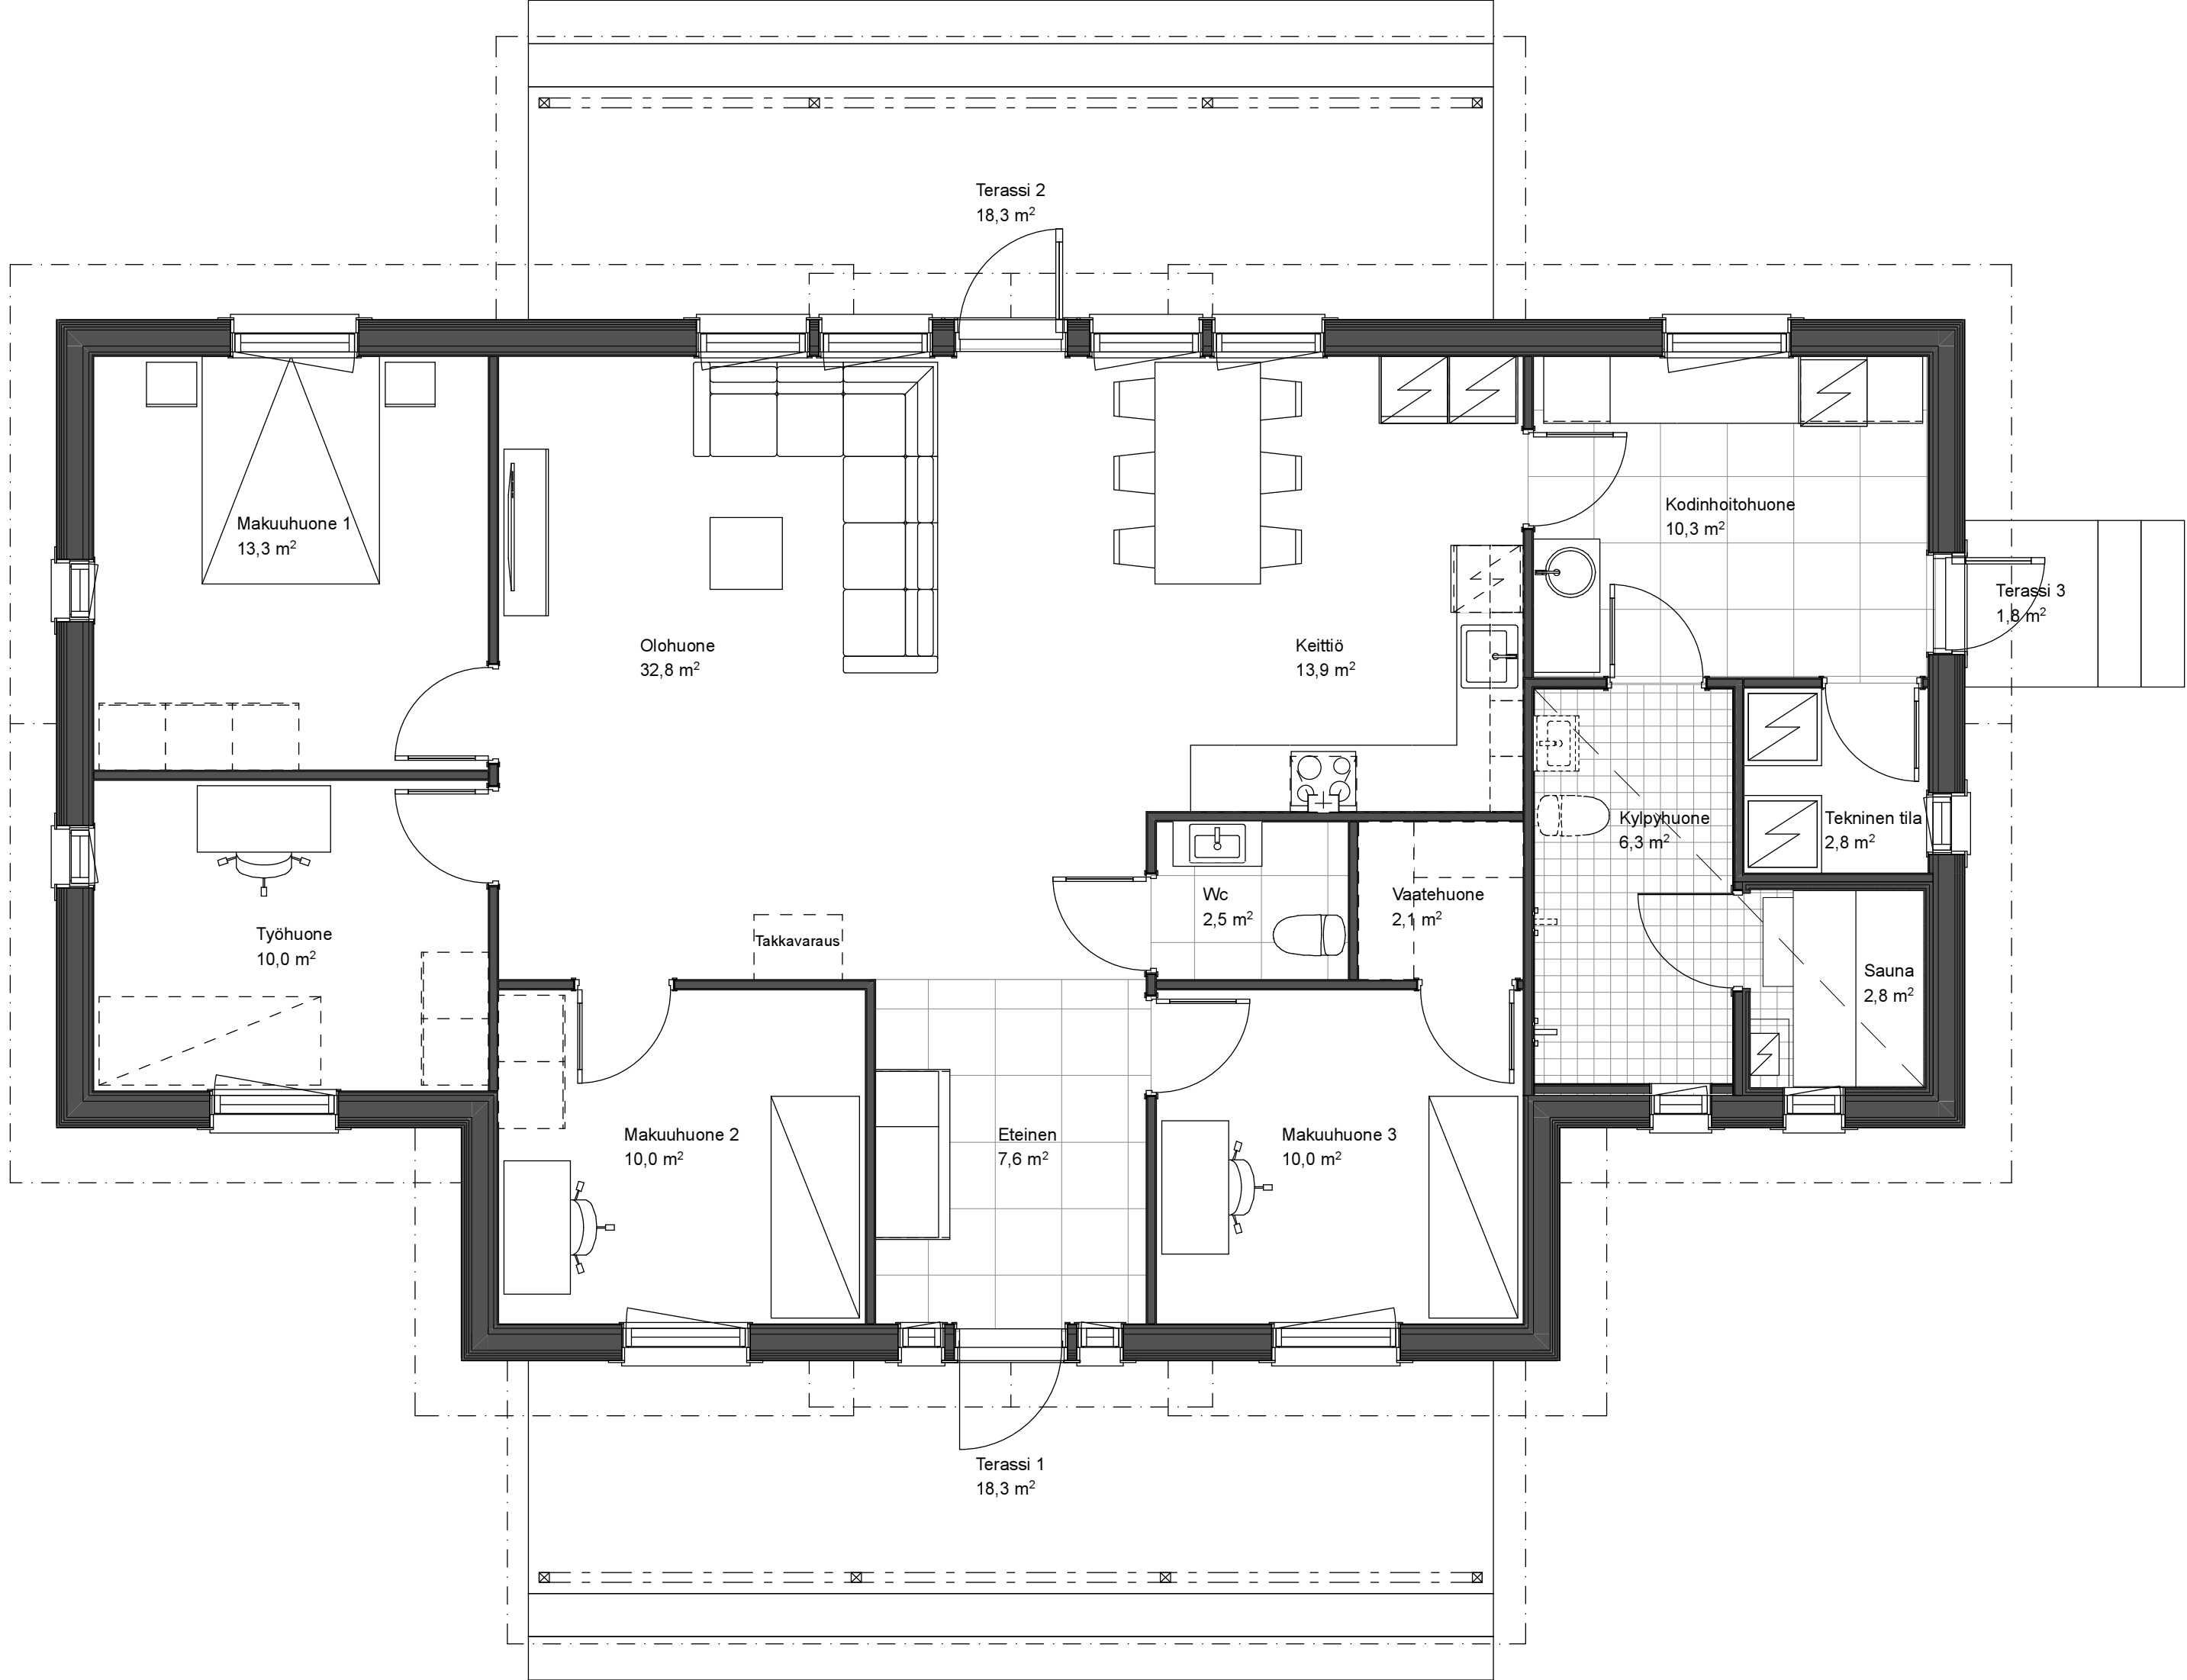 Terassi 2
18,3 m²
Makuuhuone 1
13,3 m²
Kodinhoitohuone
10,3 m²
Terassi 3
1,8 m²
Olohuone
32,8 m²
Keittiö
13,9 m²
Kylpyhuone
6,3 m²
Tekninen tila
2,8 m²
Wc
2,5 m²
Vaatehuone
2,1 m²
Työhuone
10,0 m²
Takkavaraus
Sauna
2,8 m²
Makuuhuone 2
10,0 m²
Eteinen
7,6 m²
Makuuhuone 3
10,0 m²
Terassi 1
18,3 m²